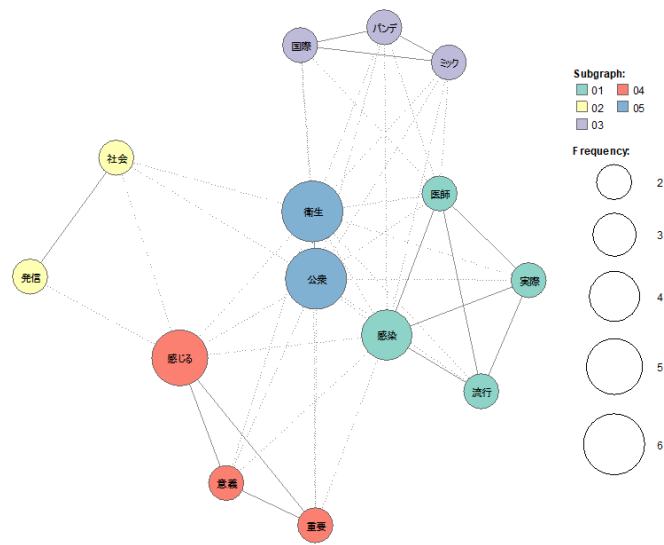 パンデ
国際
ミック
社会
医師
衛生
発信
公衆
実際
感染
感じる
流行
意義
重要
Subgraph:
01 04
02 05
03
Frequency:
2
3
4
5
6